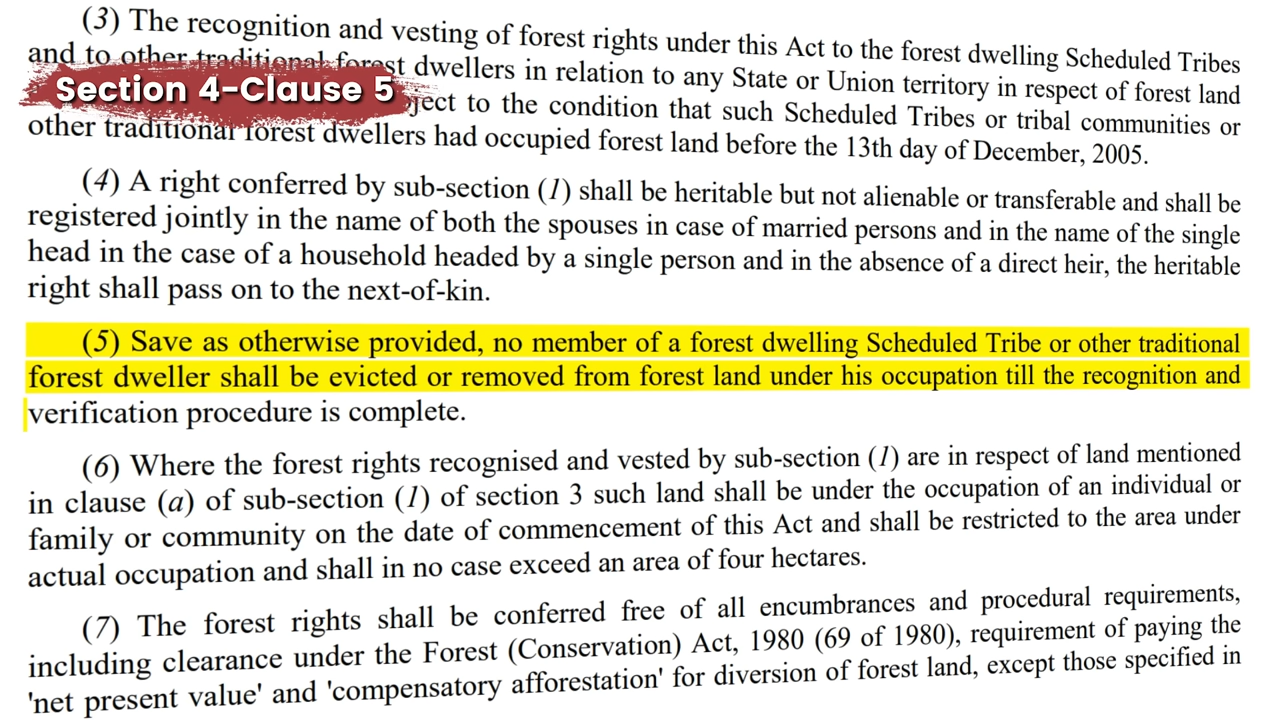 (3) The recognition and vesting of forest rights under this Act to the forest dwelling Scheduled Tribes
and to other traditional forest dwellers in relation to any State or Union territory in respect of forest land
Section 4-Clause 5
ject to the condition that such Scheduled Tribes or tribal communities or
other traditional forest dwellers had occupied forest land before the 13th day of December, 2005.
(4) A right conferred by sub-section (1) shall be heritable but not alienable or transferable and shall be
registered jointly in the name of both the spouses in case of married persons and in the name of the single
head in the case of a household headed by a single person and in the absence of a direct heir, the heritable
right shall pass on to the next-of-kin.
(5) Save as otherwise provided, no member of a forest dwelling Scheduled Tribe or other traditional
forest dweller shall be evicted or removed from forest land under his occupation till the recognition and
verification procedure is complete.
(6) Where the forest rights recognised and vested by sub-section (1) are in respect of land mentioned
in clause (a) of sub-section (1) of section 3 such land shall be under the occupation of an individual or
family or community on the date of commencement of this Act and shall be restricted to the area under
actual occupation and shall in no case exceed an area of four hectares.
(7) The forest rights shall be conferred free of all encumbrances and procedural requirements,
including clearance under the Forest (Conservation) Act, 1980 (69 of 1980), requirement of paying the
'net present value' and 'compensatory afforestation' for diversion of forest land, except those specified in